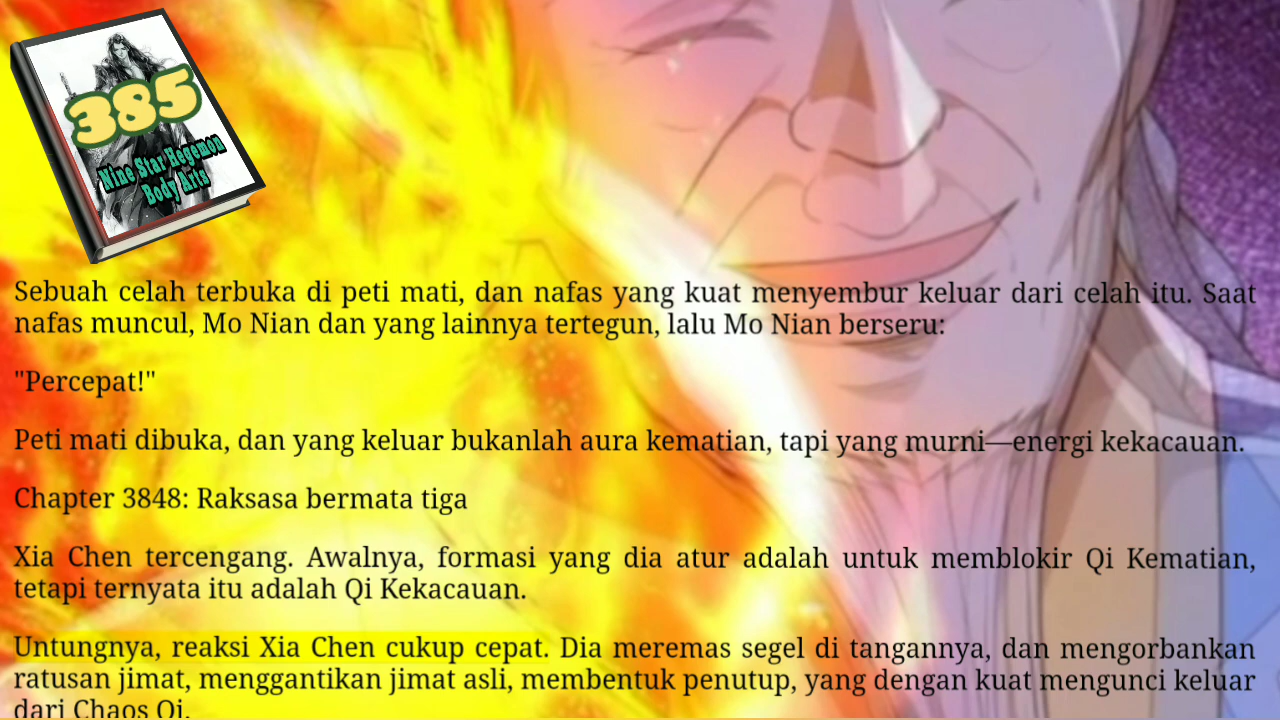 385
Nine Star Hegemon
Body Arts
Sebuah celah terbuka di peti mati, dan nafas yang kuat menyembur keluar dari celah itu. Saat
nafas muncul, Mo Nian dan yang lainnya tertegun, lalu Mo Nian berseru:
"Percepat!"
Peti mati dibuka, dan yang keluar bukanlah aura kematian, tapi yang murni—energi kekacauan.
Chapter 3848: Raksasa bermata tiga
Xia Chen tercengang. Awalnya, formasi yang dia atur adalah untuk memblokir Qi Kematian,
tetapi ternyata itu adalah Qi Kekacauan.
Untungnya, reaksi Xia Chen cukup cepat. Dia meremas segel di tangannya, dan mengorbankan
ratusan jimat, menggantikan jimat asli, membentuk penutup, yang dengan kuat mengunci keluar
dari Chaos Qi.